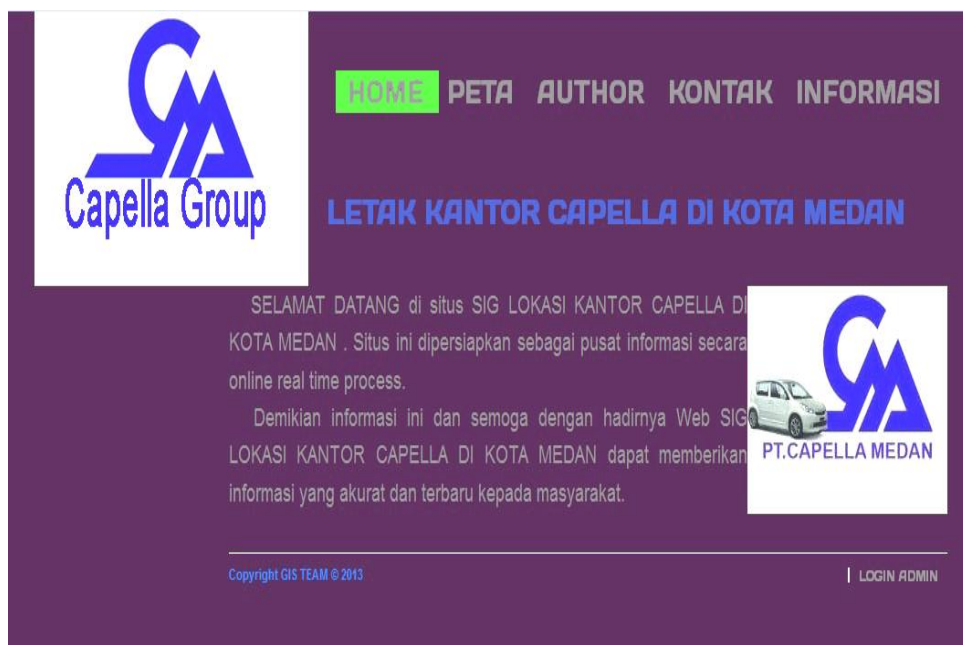 Capella Group
HOME PETA AUTHOR KONTAK INFORMASI
LETAK KANTOR CAPELLA DI KOTA MEDAN
SELAMAT DATANG di situs SIG LOKASI KANTOR CAPELLA DI
KOTA MEDAN . Situs ini dipersiapkan sebagai pusat informasi secara
online real time process.
Demikian informasi ini dan semoga dengan hadirnya Web SIG
LOKASI KANTOR CAPELLA DI KOTA MEDAN dapat memberikan
informasi yang akurat dan terbaru kepada masyarakat.
PT.CAPELLA MEDAN
Copyright GIS TEAM © 2013
| LOGIN ADMIN